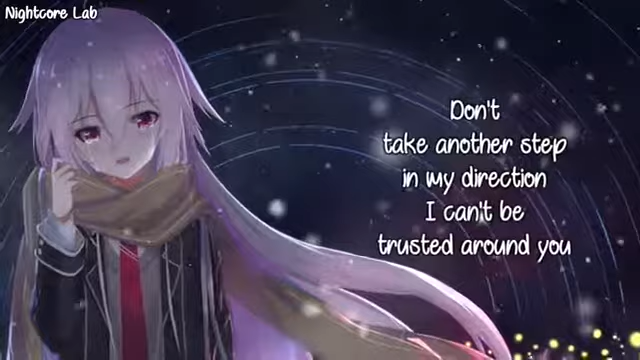 Nightcore Lab
Don't
take another step
in my direction
I can't be
trusted around you